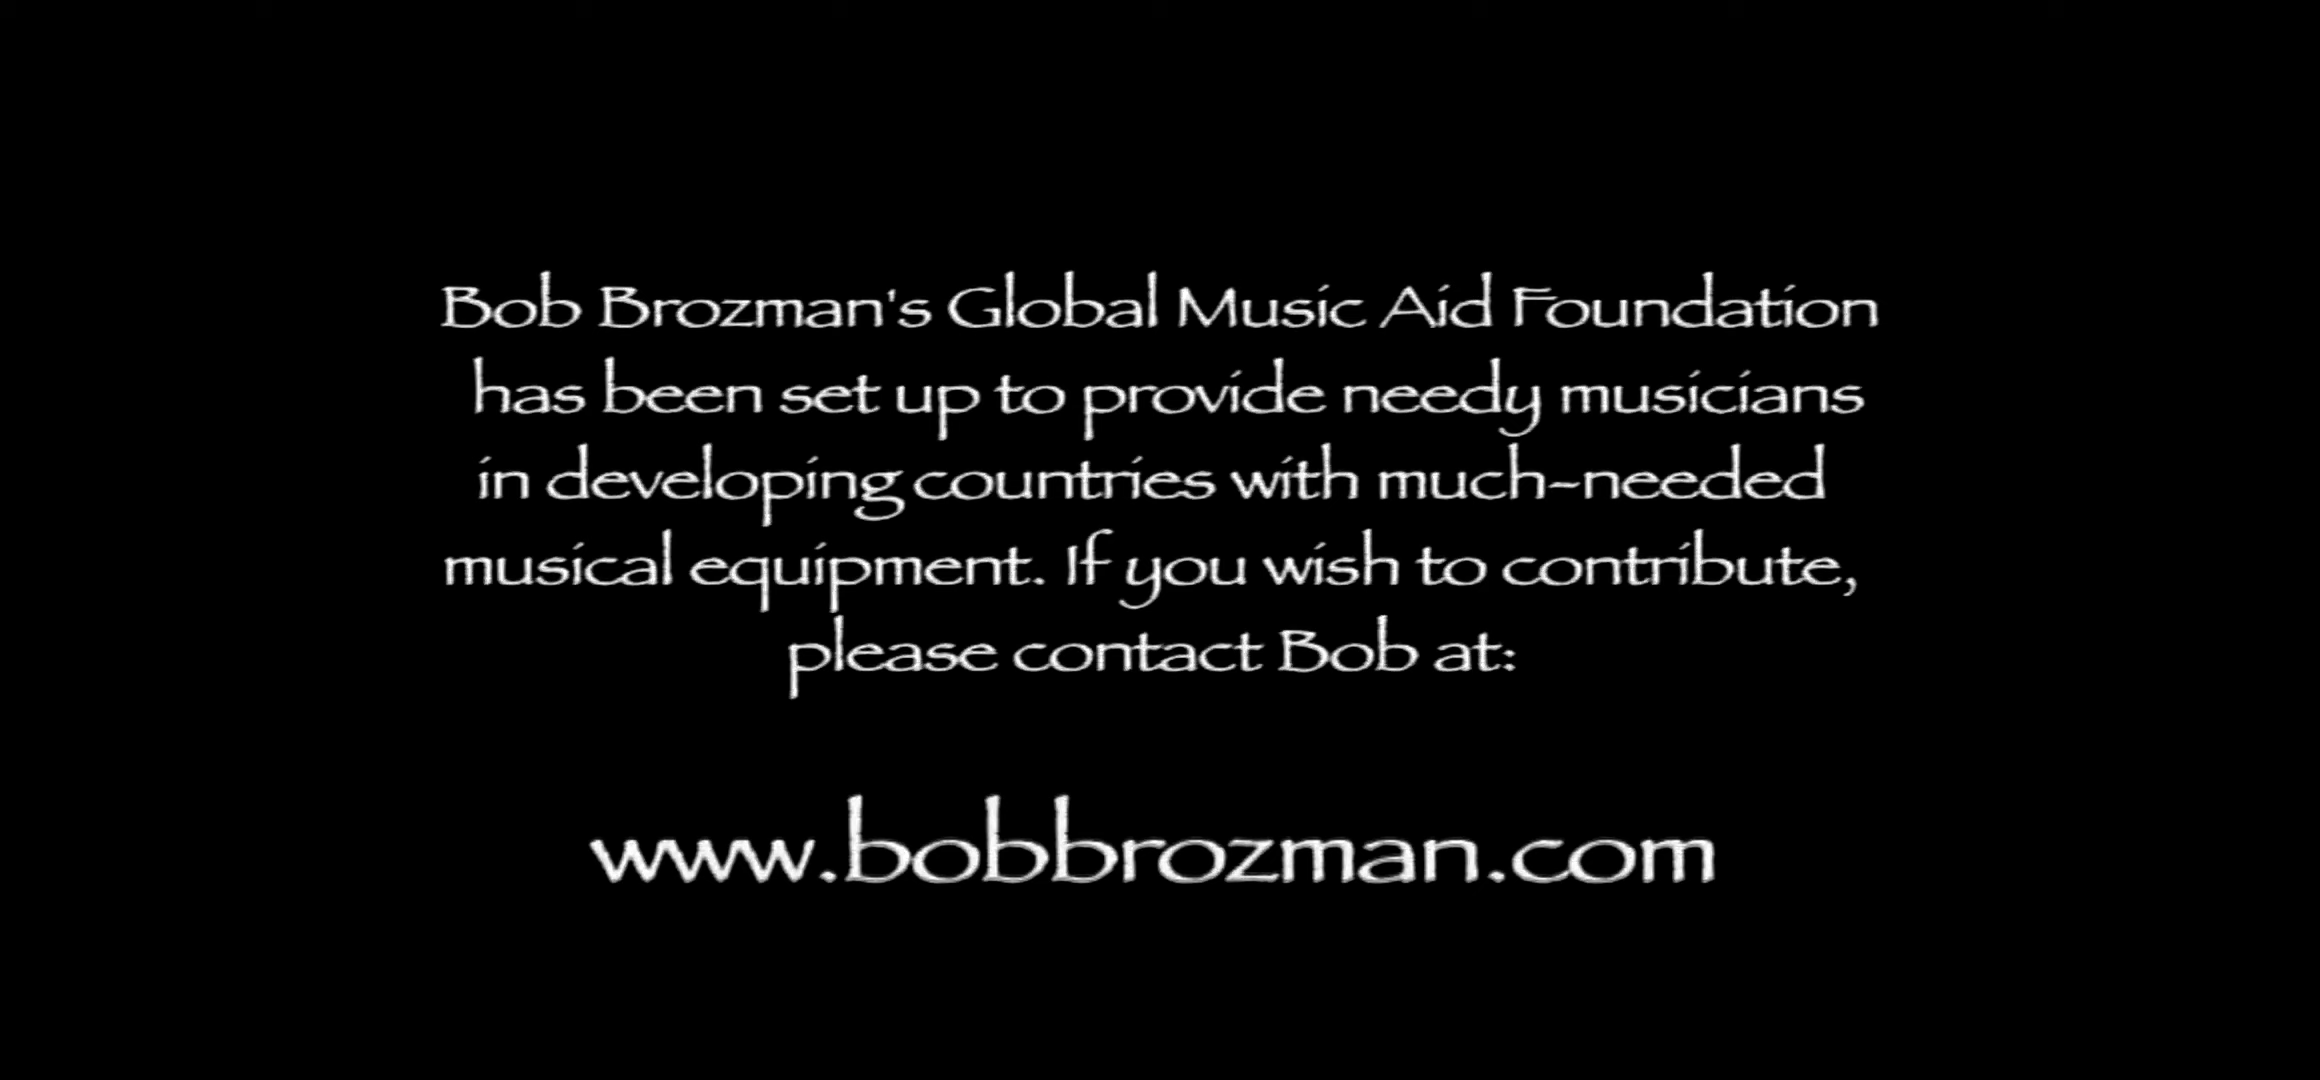 Bob Brozman's Global Music Aid Foundation
has been set up to provide needy musicians
in developing countries with much-needed
musical equipment. If you wish to contribute,
please contact Bob at:
www.bobbrozman.com